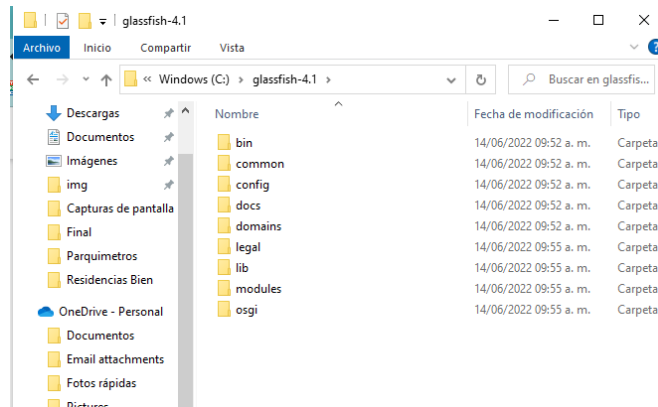 glassfish-4.1
Archivo Inicio Compartir Vista
« Windows (C:) > glassfish-4.1 > Buscar en glassfis...
Descargas
Documentos
Imágenes
img
Capturas de pantalla
Final
Parquimetros
Residencias Bien
OneDrive - Personal
Documentos
Email attachments
Fotos rápidas
Pictures
Nombre Fecha de modificación Tipo
bin 14/06/2022 09:52 a. m. Carpeta
common 14/06/2022 09:52 a. m. Carpeta
config 14/06/2022 09:52 a. m. Carpeta
docs 14/06/2022 09:52 a. m. Carpeta
domains 14/06/2022 09:52 a. m. Carpeta
legal 14/06/2022 09:55 a. m. Carpeta
lib 14/06/2022 09:55 a. m. Carpeta
modules 14/06/2022 09:55 a. m. Carpeta
osgi 14/06/2022 09:55 a. m. Carpeta